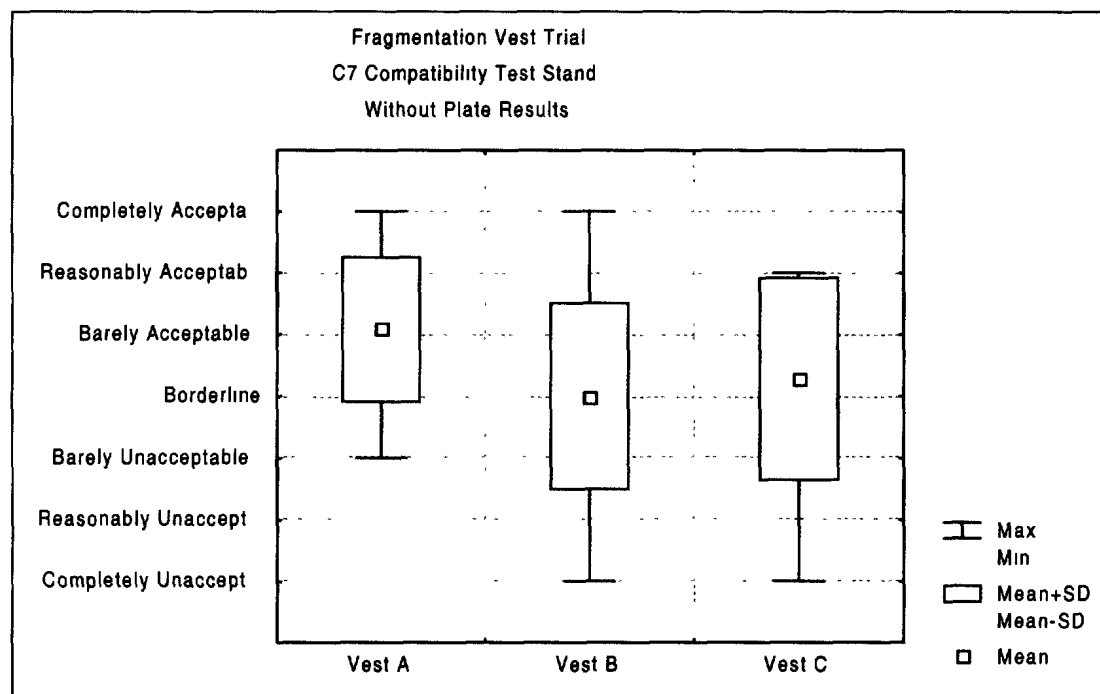 Fragmentation Vest Trial
C7 Compatibility Test Stand
Without Plate Results
Completely Accepta
Reasonably Acceptab
Barely Acceptable
Borderline
Barely Unacceptable
Reasonably Unaccept
Completely Unaccept
Vest A
Vest B
Vest C
Max
Min
Mean+SD
Mean-SD
Mean